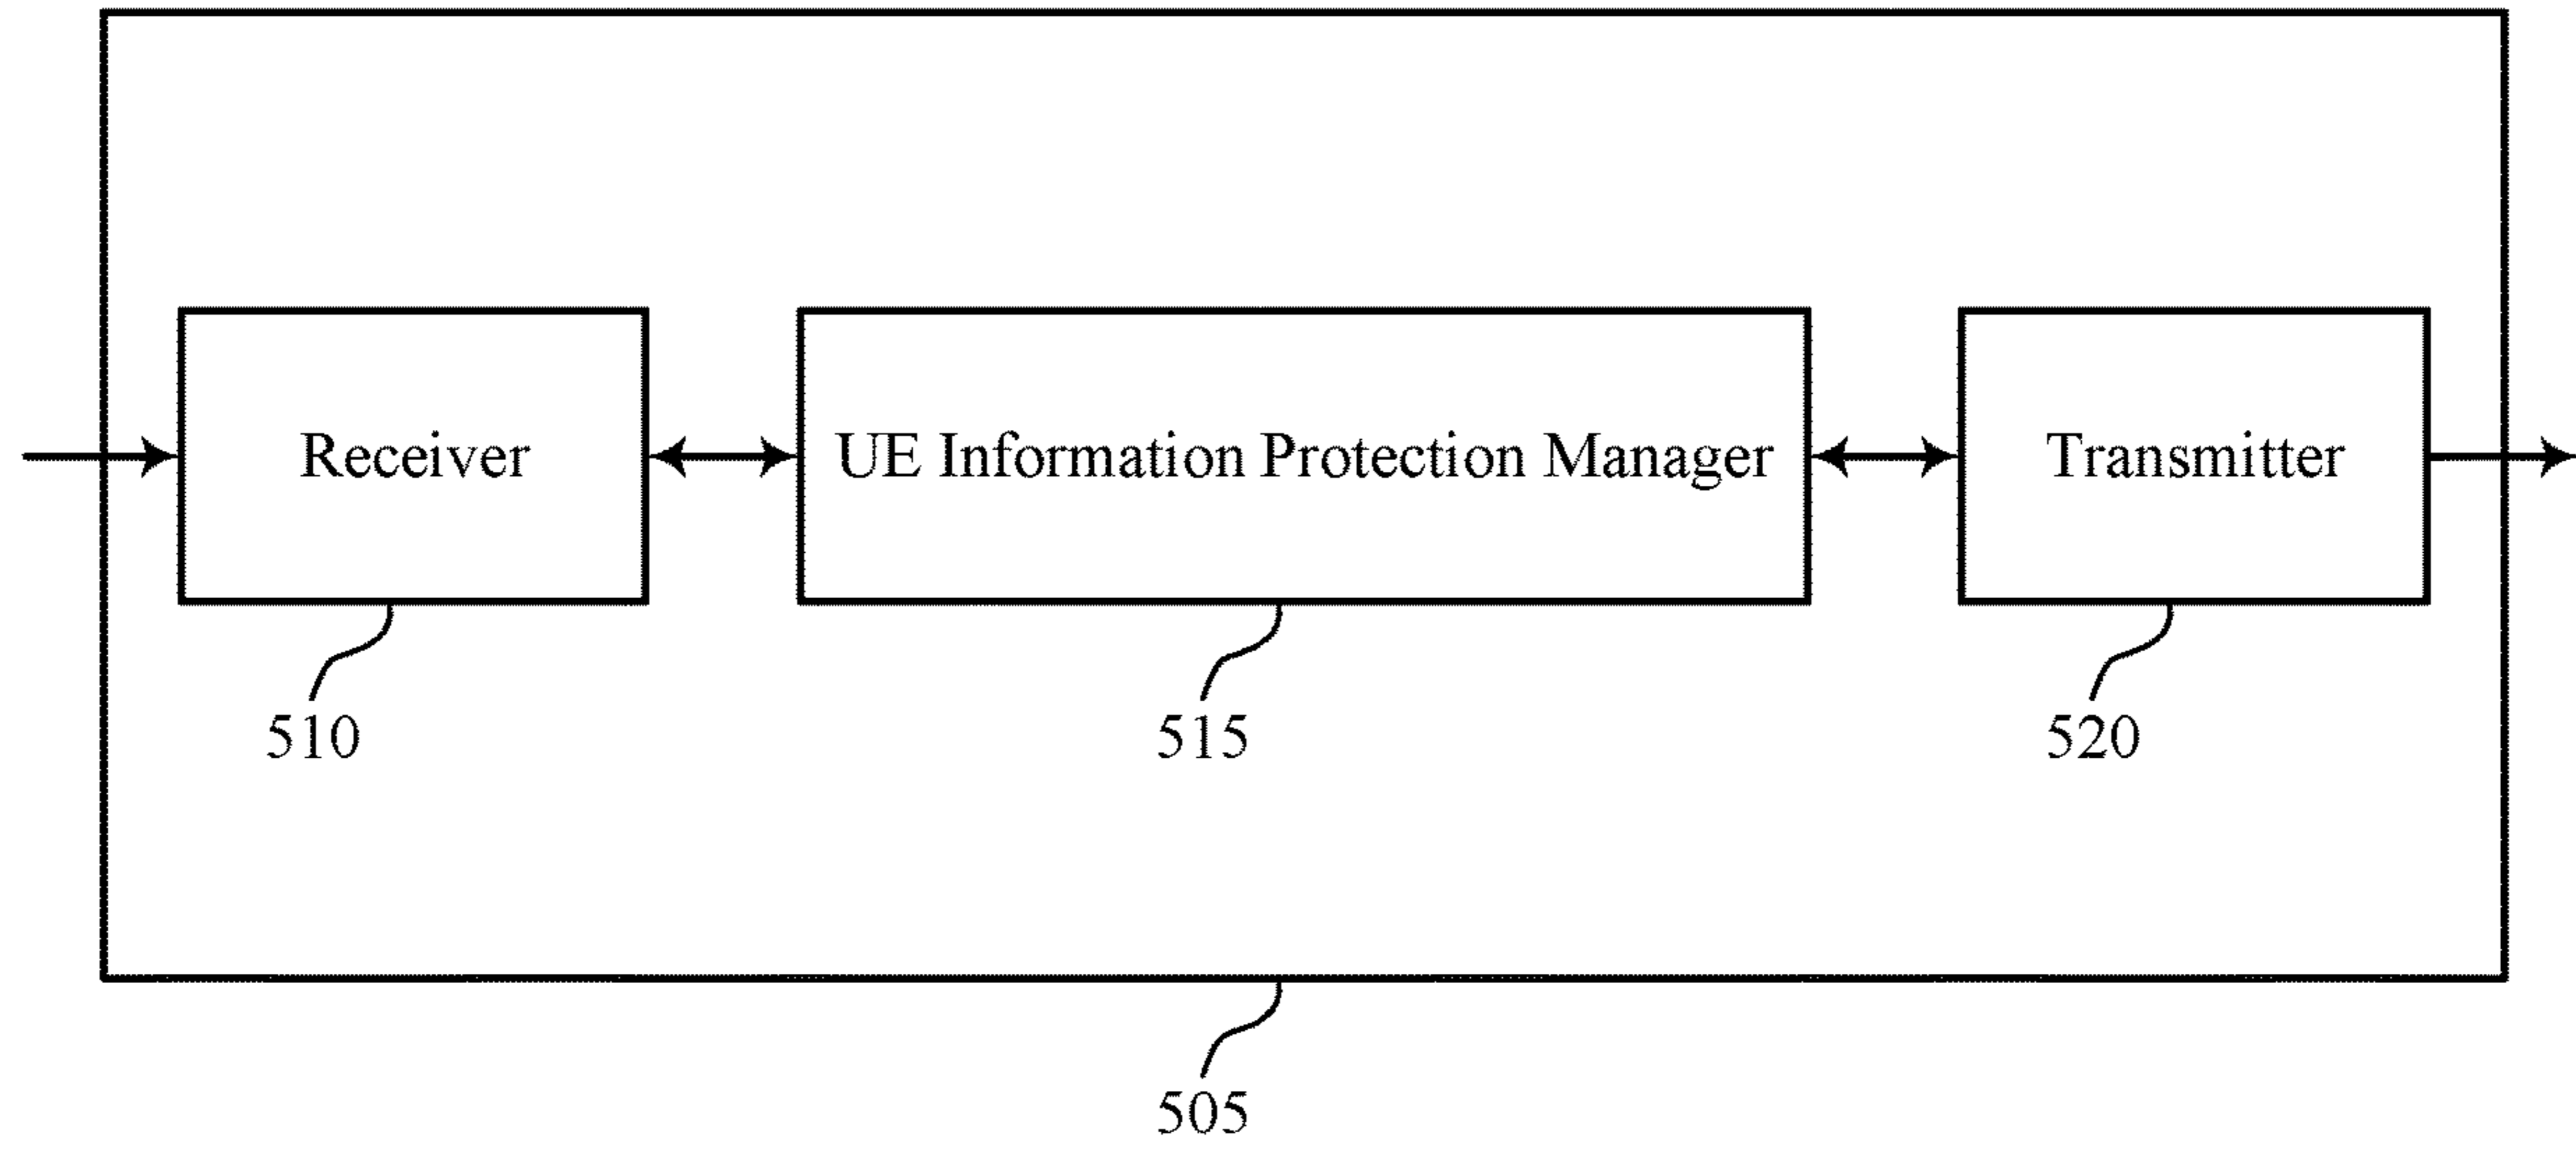 Receiver
UE Information Protection Manager
Transmitter
510
515
520
505